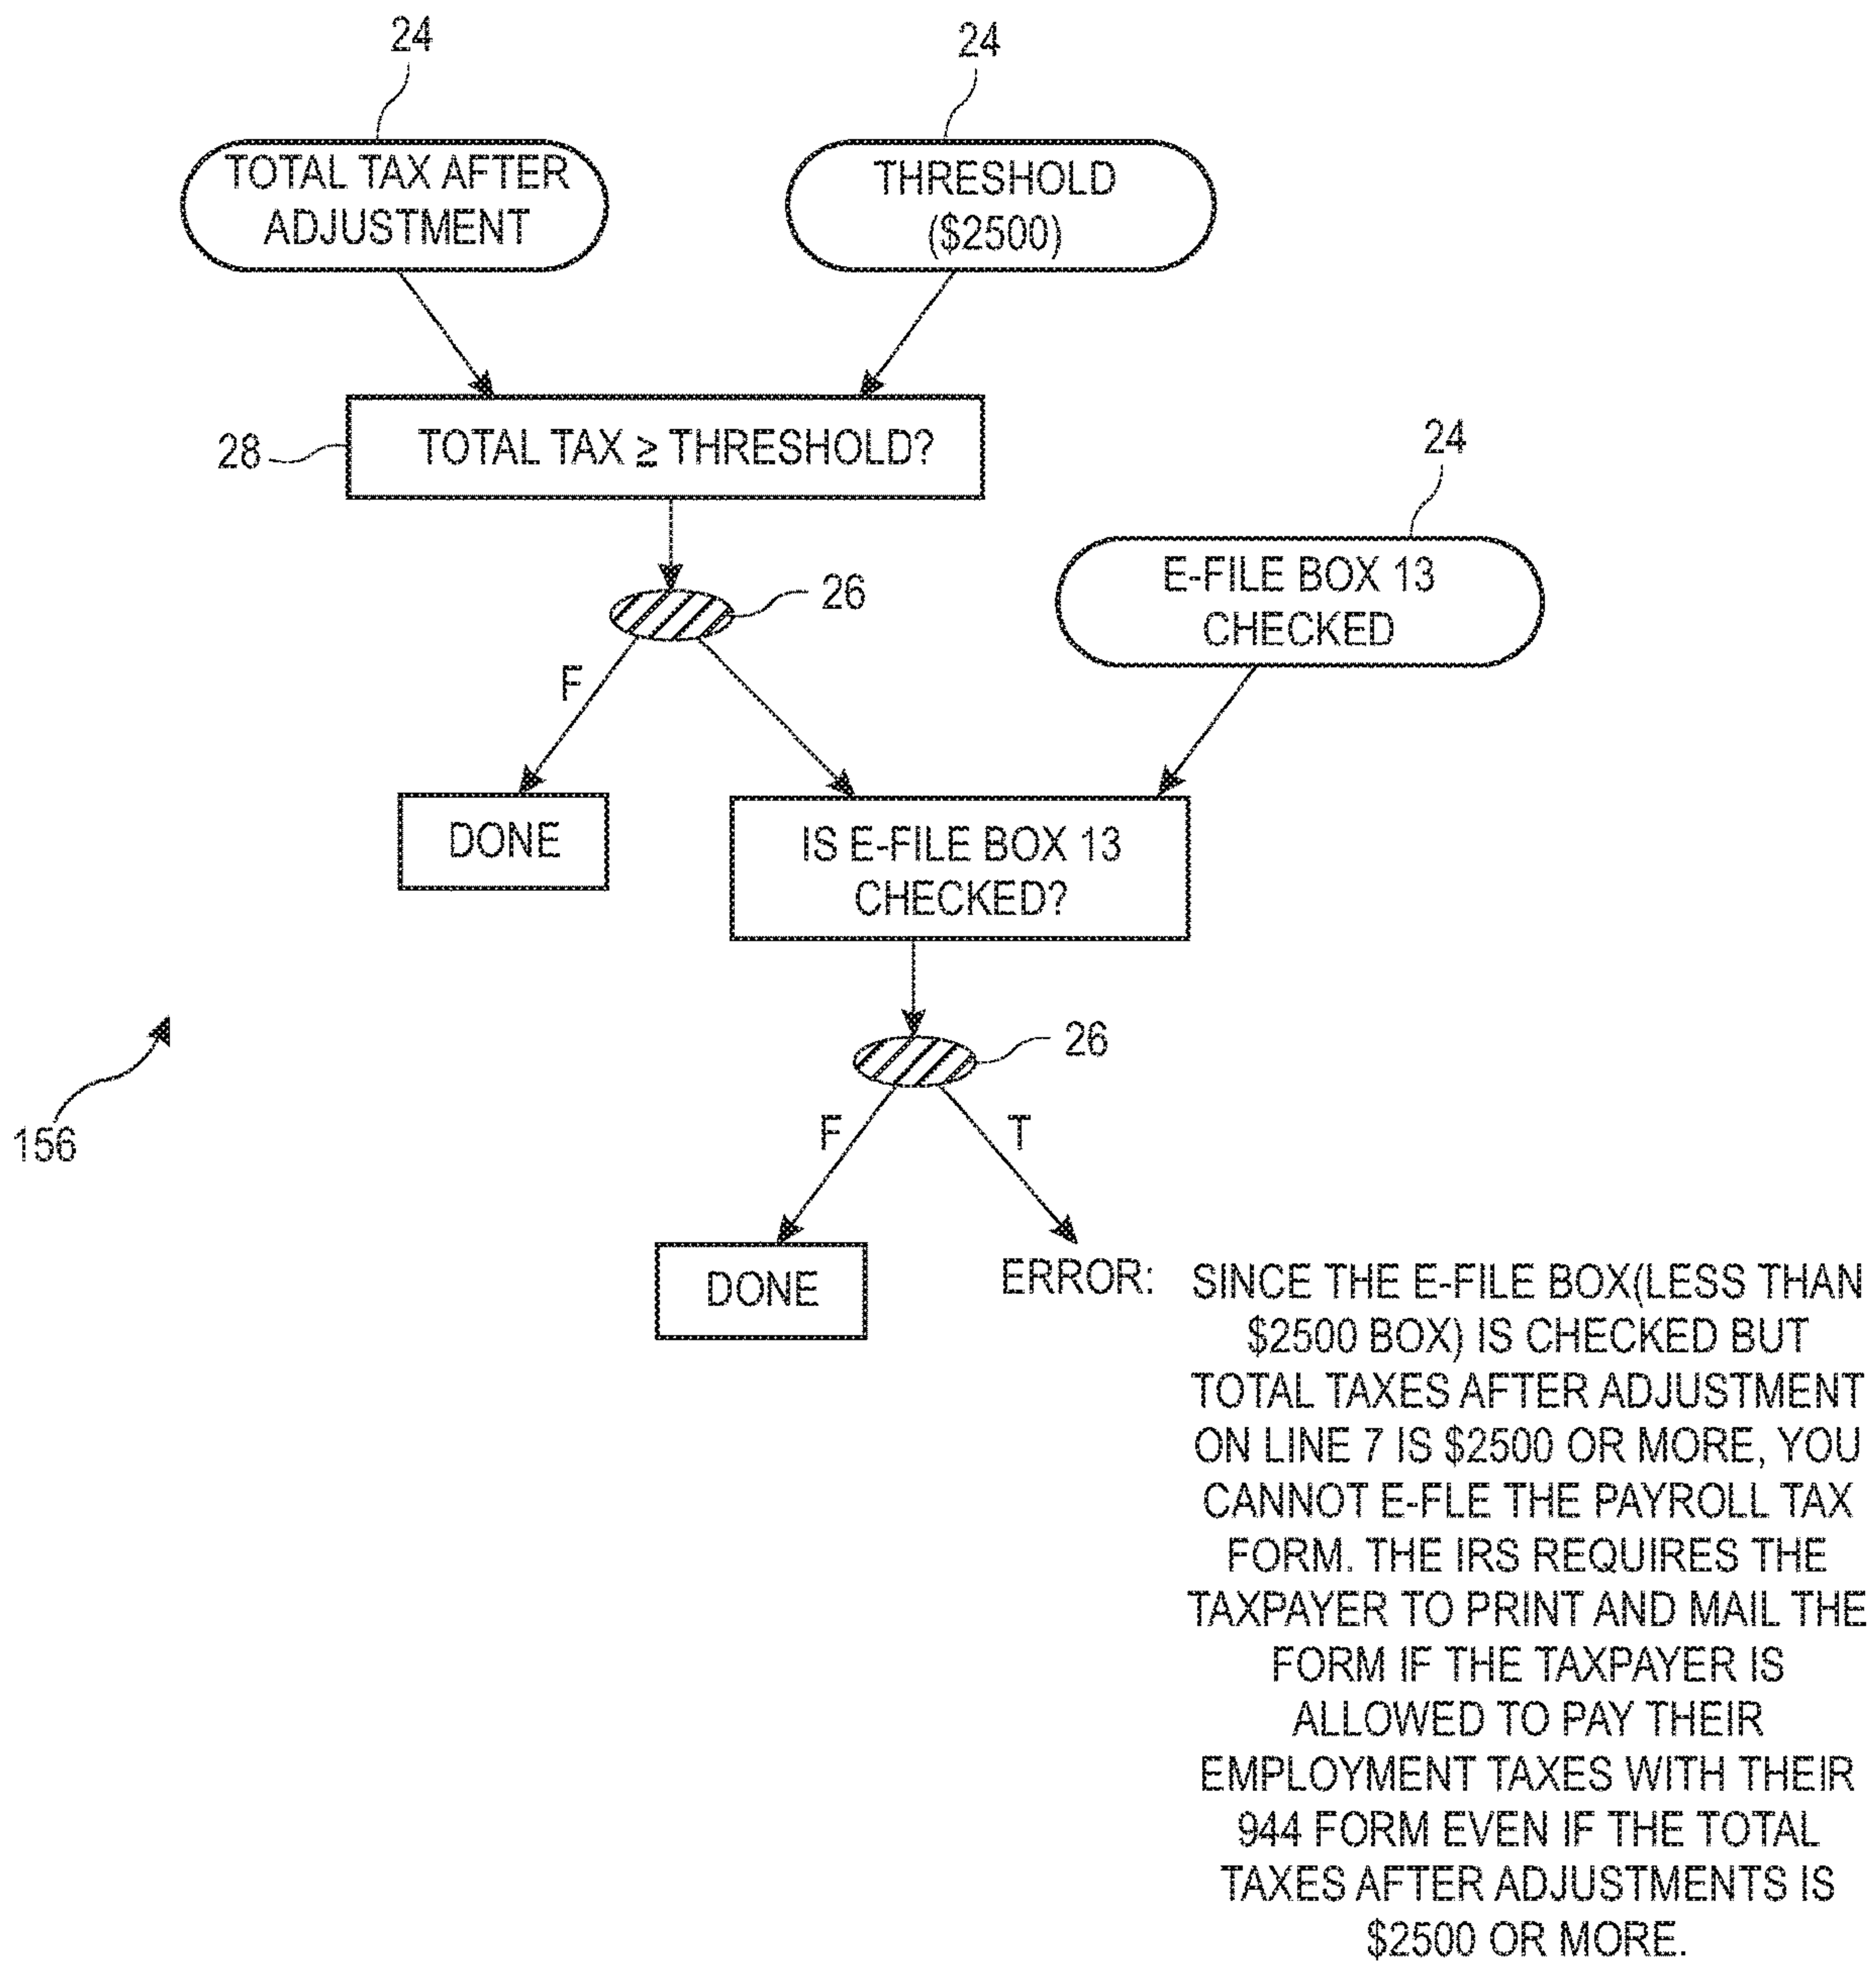 24
24
TOTAL TAX AFTER
ADJUSTMENT
THRESHOLD
($2500)
28
TOTAL TAX ≥ THRESHOLD?
24
26
E-FILE BOX 13
CHECKED
F
DONE
IS E-FILE BOX 13
CHECKED?
26
156
F
T
DONE
ERROR:
SINCE THE E-FILE BOX(LESS THAN
$2500 BOX) IS CHECKED BUT
TOTAL TAXES AFTER ADJUSTMENT
ON LINE 7 IS $2500 OR MORE, YOU
CANNOT E-FLE THE PAYROLL TAX
FORM. THE IRS REQUIRES THE
TAXPAYER TO PRINT AND MAIL THE
FORM IF THE TAXPAYER IS
ALLOWED TO PAY THEIR
EMPLOYMENT TAXES WITH THEIR
944 FORM EVEN IF THE TOTAL
TAXES AFTER ADJUSTMENTS IS
$2500 OR MORE.